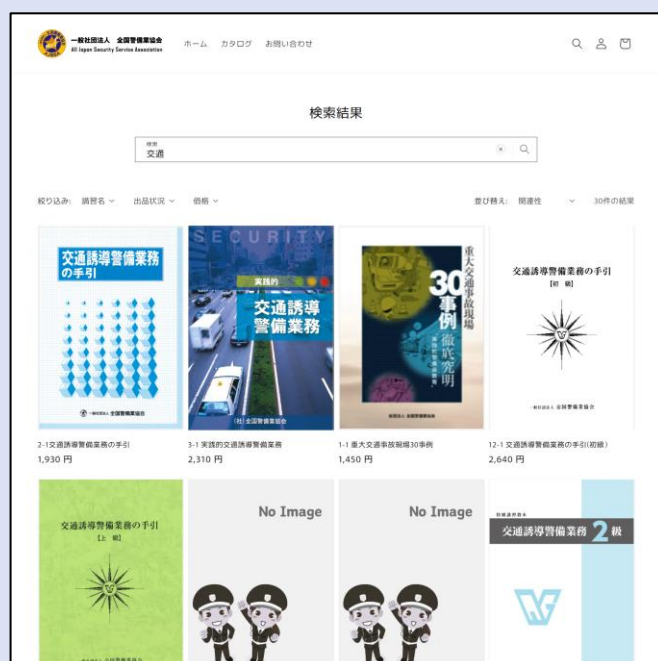 一般社団法人 全国警備業協会
All Japan Security Service Association
ホーム カタログ お問い合わせ
検索結果
検索
交通
絞り込み: 講習名 出品状況 価格
並び替え: 関連性 30件の結果
交通誘導警備業務
の手引
一般社団法人 全国警備業協会
SECURITY
実践的
交通誘導
警備業務
(社)全国警備業協会
重大交通事故現場
30
事例
徹底究明
交通誘導警備業務の手引
【初 級】
一般社団法人 全国警備業協会
2-1交通誘導警備業務の手引
1,930 円
3-1 実践的交通誘導警備業務
2,310 円
1-1 重大交通事故現場30事例
1,450 円
12-1 交通誘導警備業務の手引(初級)
2,640 円
交通誘導警備業務の手引
【上 級】
No Image
No Image
特別講習教本
交通誘導警備業務 2 級